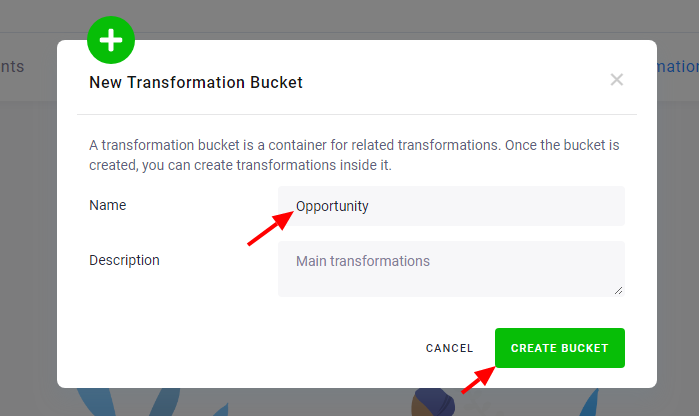 nts
mation
New Transformation Bucket
A transformation bucket is a container for related transformations. Once the bucket is
created, you can create transformations inside it.
Name
Opportunity
Description
Main transformations
CANCEL
CREATE BUCKET